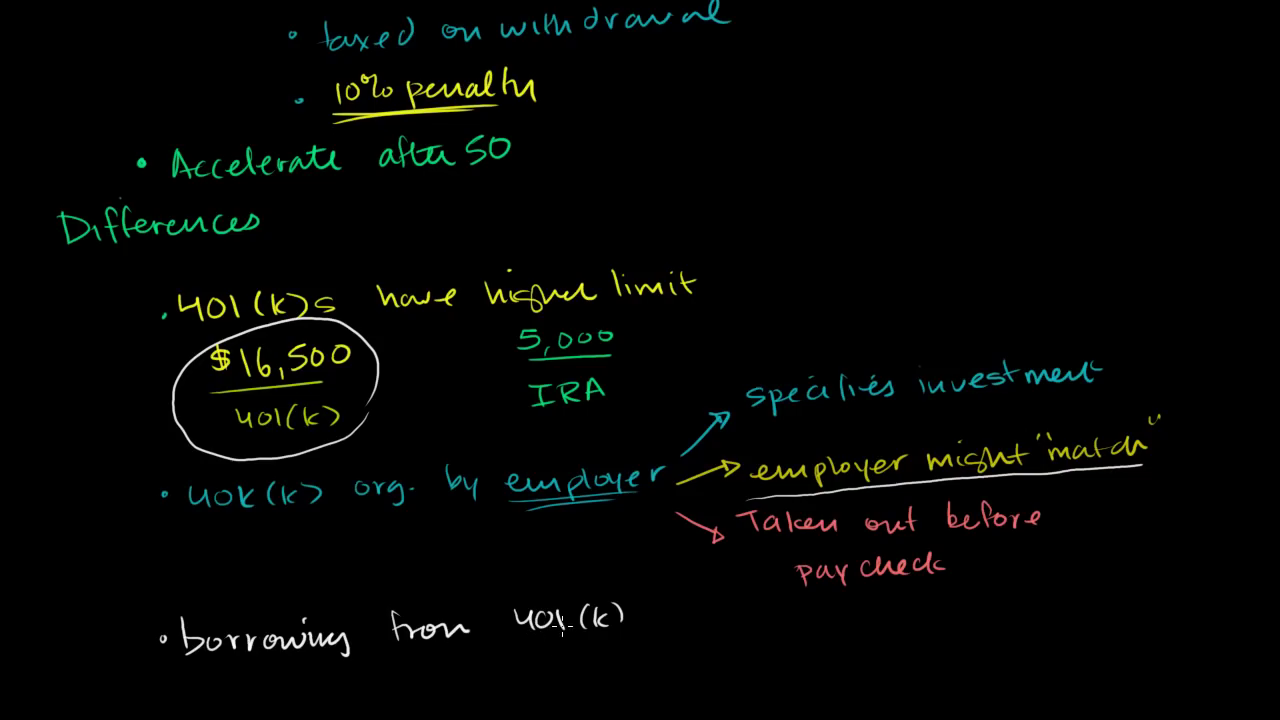 • taxed on withdrawal
• 10% penalty
• Accelerate after 50
Differences
• 401(k)s have higher limit
$16,500
401(k)
5,000
IRA
• 401(k) org. by employer
specifies investment
employer might "match"
Taken out before
paycheck
• borrowing from 401(k)